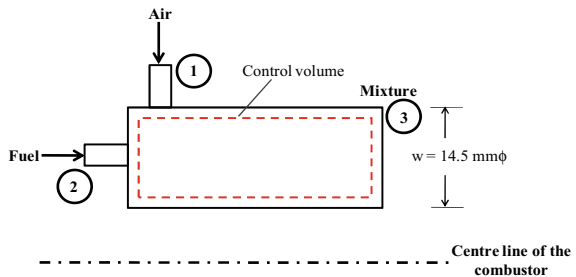 Air
1
Control volume
Mixture
3
Fuel
2
w = 14.5 mmϕ
Centre line of the
combustor